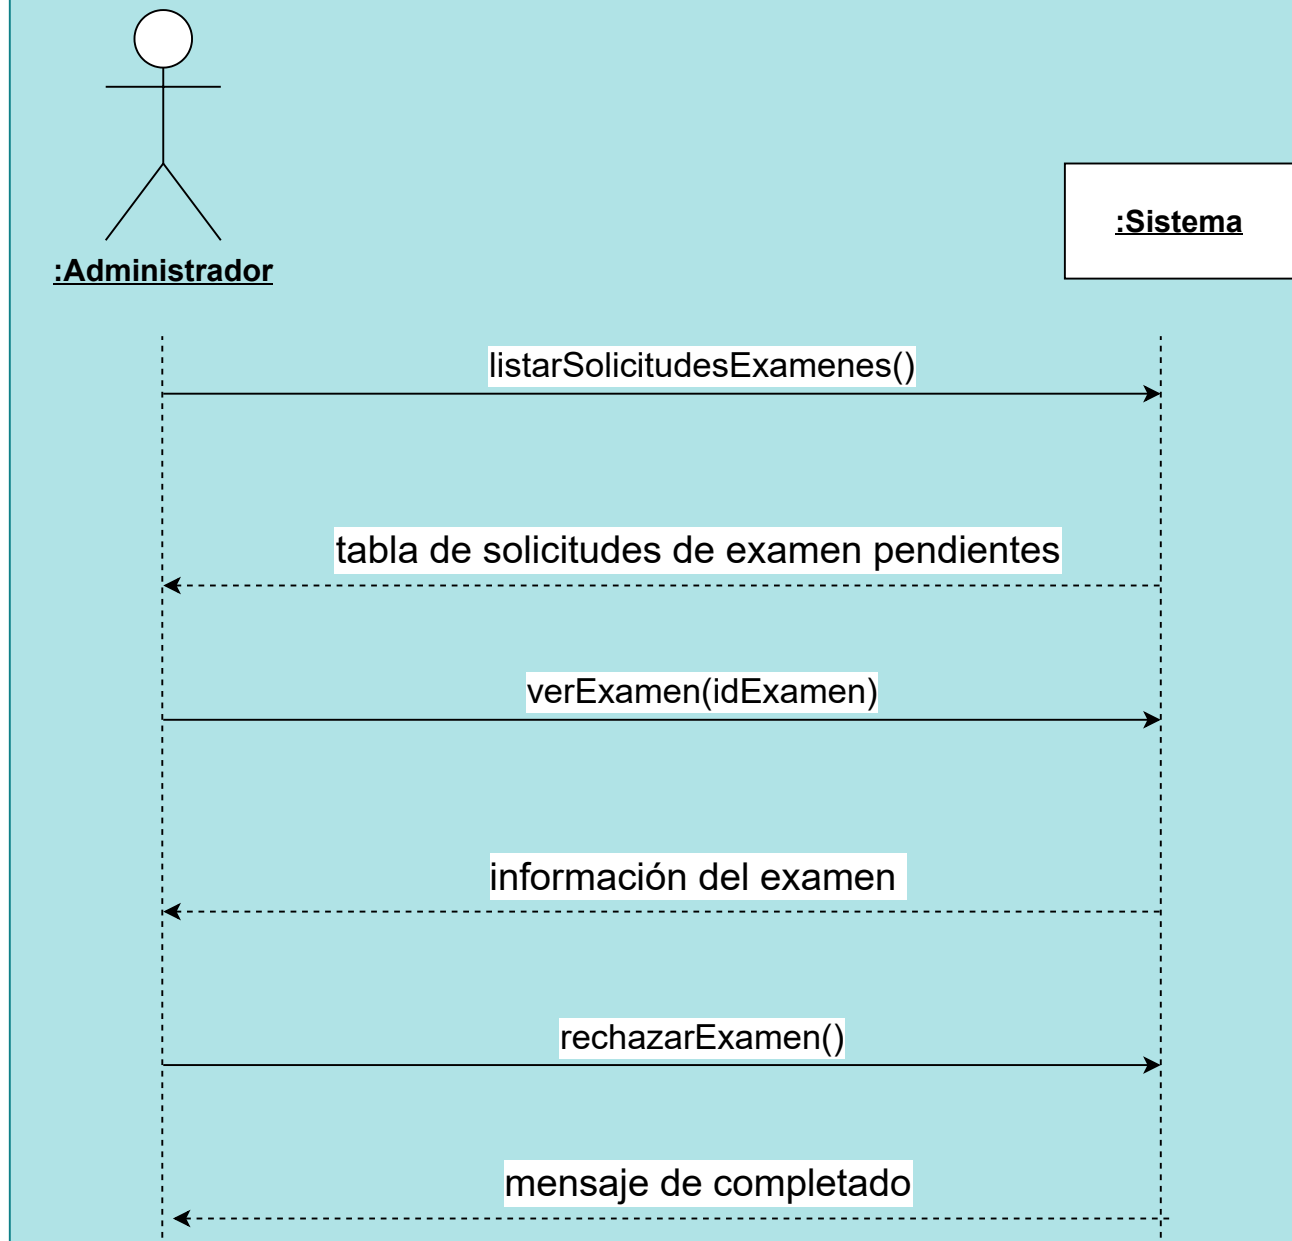 :Administrador
:Sistema
listarSolicitudesExamenes()
tabla de solicitudes de examen pendientes
verExamen(idExamen)
información del examen
rechazarExamen()
mensaje de completado